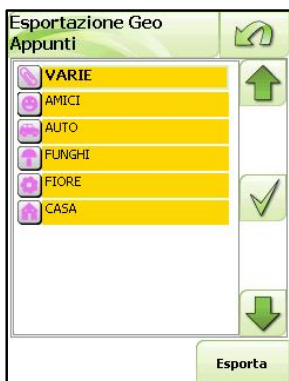 Esportazione Geo
Appunti
VARIE
AMICI
AUTO
FUNGHI
FIORE
CASA
Esporta